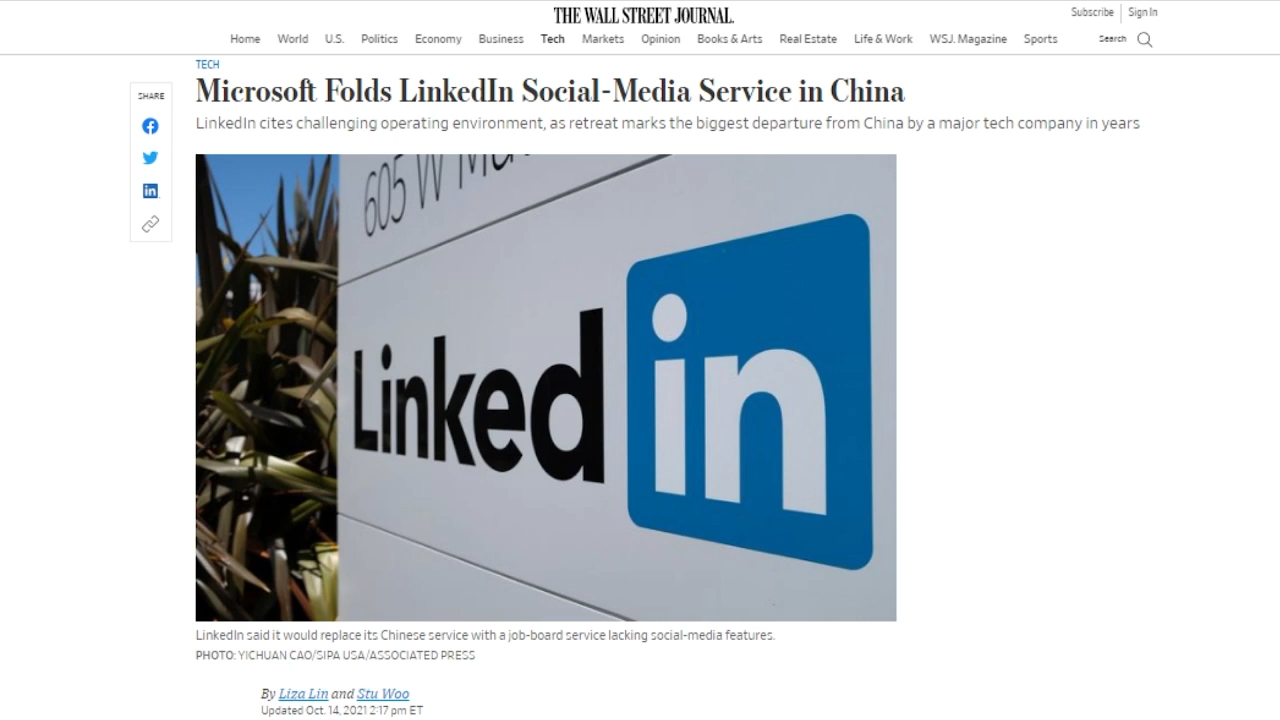 THE WALL STREET JOURNAL.
Subscribe Sign In
Home World U.S. Politics Economy Business Tech Markets Opinion Books & Arts Real Estate Life & Work WSJ. Magazine Sports Search
TECH
Microsoft Folds LinkedIn Social-Media Service in China
LinkedIn cites challenging operating environment, as retreat marks the biggest departure from China by a major tech company in years
SHARE
in
605 W
Linked in
LinkedIn said it would replace its Chinese service with a job-board service lacking social-media features.
PHOTO: YICHUAN CAO/SIPA USA/ASSOCIATED PRESS
By Liza Lin and Stu Woo
Updated Oct. 14, 2021 2:17 pm ET